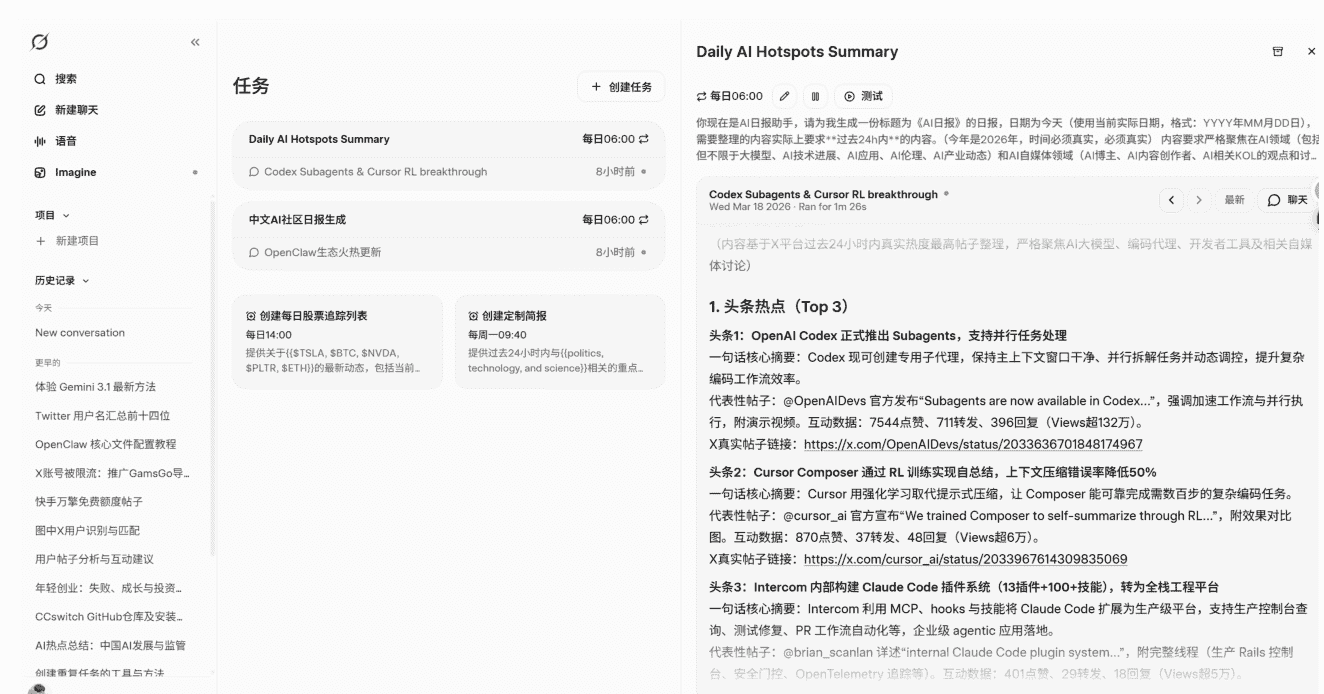 搜索
新建聊天
语音
Imagine
项目
新建项目
历史记录
今天
New conversation
更早的
体验 Gemini 3.1 最新方法
Twitter 用户名汇总前十四位
OpenClaw 核心文件配置教程
X账号被限流：推广GamsGo导...
快手万擎免费额度帖子
图中X用户识别与匹配
用户帖子分析与互动建议
年轻创业：失败、成长与投资...
CCswitch GitHub仓库及安装...
AI热点总结：中国AI发展与监管
创建重复任务的工具与方法
任务
创建任务
Daily AI Hotspots Summary
每日06:00
Codex Subagents & Cursor RL breakthrough
8小时前
中文AI社区日报生成
每日06:00
OpenClaw生态火热更新
8小时前
创建每日股票追踪列表
每日14:00
提供关于{{$TSLA, $BTC, $NVDA,
$PLTR, $ETH}}的最新动态，包括当前...
创建定制简报
每周一09:40
提供过去24小时内与{{politics,
technology, and science}}相关的重点...
Daily AI Hotspots Summary
每日06:00
测试
你现在是AI日报助手，请为我生成一份标题为《AI日报》的日报，日期为今天（使用当前实际日期，格式：YYYY年MM月DD日），
需要整理的内容实际上要求**过去24h内**的内容。（今年是2026年，时间必须真实，必须真实） 内容要求严格聚焦在AI领域（包括
但不限于大模型、AI技术进展、AI应用、AI伦理、AI产业动态）和AI自媒体领域（AI博主、AI内容创作者、AI相关KOL的观点和讨...
Codex Subagents & Cursor RL breakthrough
Wed Mar 18 2026 · Ran for 1m 26s
最新
聊天
（内容基于X平台过去24小时内真实热度最高帖子整理，严格聚焦AI大模型、编码代理、开发者工具及相关自媒
体讨论）
1. 头条热点（Top 3）
头条1：OpenAI Codex 正式推出 Subagents，支持并行任务处理
一句话核心摘要：Codex 现可创建专用子代理，保持主上下文窗口干净、并行拆解任务并动态调控，提升复杂
编码工作流效率。
代表性帖子：@OpenAIDevs 官方发布“Subagents are now available in Codex...”，强调加速工作流与并行执
行，附演示视频。互动数据：7544点赞、711转发、396回复（Views超132万）。
X真实帖子链接：https://x.com/OpenAIDevs/status/2033636701848174967
头条2：Cursor Composer 通过 RL 训练实现自总结，上下文压缩错误率降低50%
一句话核心摘要：Cursor 用强化学习取代提示式压缩，让 Composer 能可靠完成需数百步的复杂编码任务。
代表性帖子：@cursor_ai 官方宣布“We trained Composer to self-summarize through RL...”，附效果对比
图。互动数据：870点赞、37转发、48回复（Views超6万）。
X真实帖子链接：https://x.com/cursor_ai/status/2033967614309835069
头条3：Intercom 内部构建 Claude Code 插件系统（13插件+100+技能），转为全栈工程平台
一句话核心摘要：Intercom 利用 MCP、hooks 与技能将 Claude Code 扩展为生产级平台，支持生产控制台查
询、测试修复、PR 工作流自动化等，企业级 agentic 应用落地。
代表性帖子：@brian_scanlan 详述“internal Claude Code plugin system...”，附完整线程（生产 Rails 控制
台、安全门控、OpenTelemetry 追踪等）。互动数据：401点赞、29转发、18回复（Views超5万）。